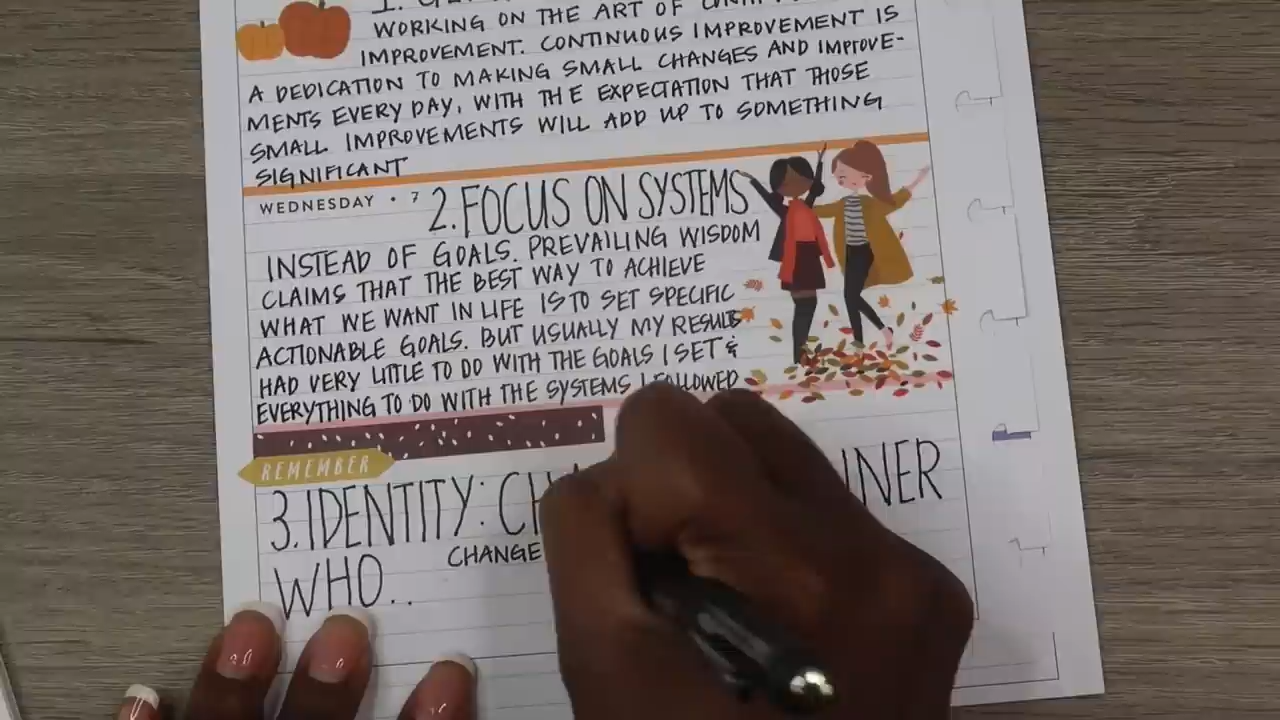 1.
WORKING ON THE ART OF
IMPROVEMENT. CONTINUOUS IMPROVEMENT IS
A DEDICATION TO MAKING SMALL CHANGES AND IMPROVE-
MENTS EVERY DAY, WITH THE EXPECTATION THAT THOSE
SMALL IMPROVEMENTS WILL ADD UP TO SOMETHING
SIGNIFICANT
WEDNESDAY • 7
2. FOCUS ON SYSTEMS
INSTEAD OF GOALS. PREVAILING WISDOM
CLAIMS THAT THE BEST WAY TO ACHIEVE
WHAT WE WANT IN LIFE IS TO SET SPECIFIC
ACTIONABLE GOALS. BUT USUALLY MY RESULTS
HAD VERY LITTLE TO DO WITH THE GOALS I SET &
EVERYTHING TO DO WITH THE SYSTEMS I FOLLOWED
REMEMBER
3. IDENTITY: INNER
WHO..
CHANGE